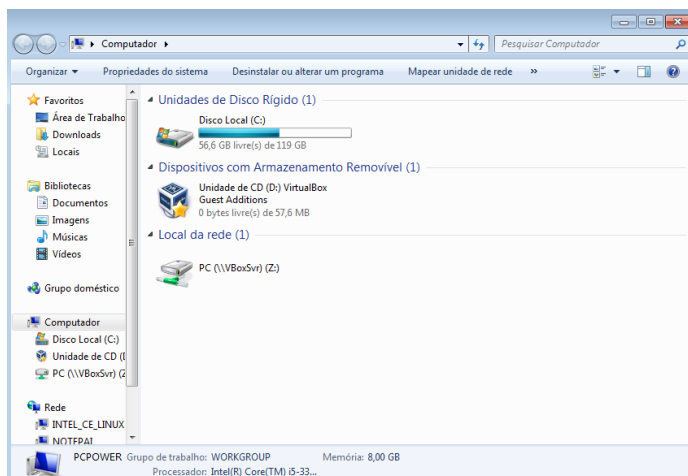 Computador
Pesquisar Computador
Organizar
Propriedades do sistema
Desinstalar ou alterar um programa
Mapear unidade de rede
»
Favoritos
Área de Trabalho
Downloads
Locais
Bibliotecas
Documentos
Imagens
Músicas
Vídeos
Grupo doméstico
Computador
Disco Local (C:)
Unidade de CD (D
PC (\\VBoxSvr) (Z
Rede
INTEL_CE_LINUX
NOTEPAI
Unidades de Disco Rígido (1)
Disco Local (C:)
56,6 GB livre(s) de 119 GB
Dispositivos com Armazenamento Removível (1)
Unidade de CD (D:) VirtualBox
Guest Additions
0 bytes livre(s) de 57,6 MB
Local da rede (1)
PC (\\VBoxSvr) (Z:)
PCPOWER Grupo de trabalho: WORKGROUP Memória: 8,00 GB
Processador: Intel(R) Core(TM) i5-33...